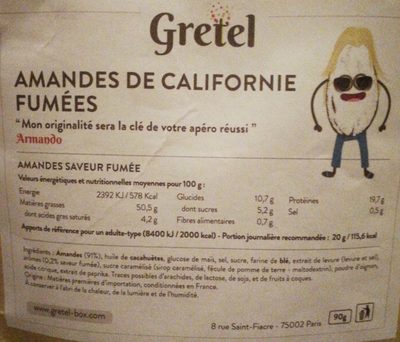 Gretel
AMANDES DE CALIFORNIE
FUMÉES
“Mon originalité sera la clé de votre apéro réussi”
Armando
AMANDES SAVEUR FUMÉE
Valeurs énergétiques et nutritionnelles moyennes pour 100 g :
Energie 2392 KJ / 578 Kcal Glucides 10,7 g Protéines 19,7g
Matières grasses 50,5 g dont sucres 5,2 g Sel 0,5g
dont acides gras saturés 4,2 g Fibres alimentaires 0,7 g
Apports de référence pour un adulte-type (8400 kJ / 2000 kcal) - Portion journalière recommandée : 20 g / 115,6 kcal
Ingrédients : Amandes (91%), huile de cacahuètes, glucose de maïs, sel, sucre, farine de blé, extrait de levure (levure et sel),
arômes (0,2% saveur fumée), sucre caramélisé (sirop caramélisé, fécule de pomme de terre - maltodextrin), poudre d'oignon,
acide citrique, extrait de paprika. Traces possibles d'arachides, de lactose, de soja, et de fruits à coques.
Origine : Matières premières d'importation, conditionnées en France.
A conserver à l'abri de la chaleur, de la lumière et de l'humidité.
www.gretel-box.com
90g
8 rue Saint-Fiacre - 75002 Paris